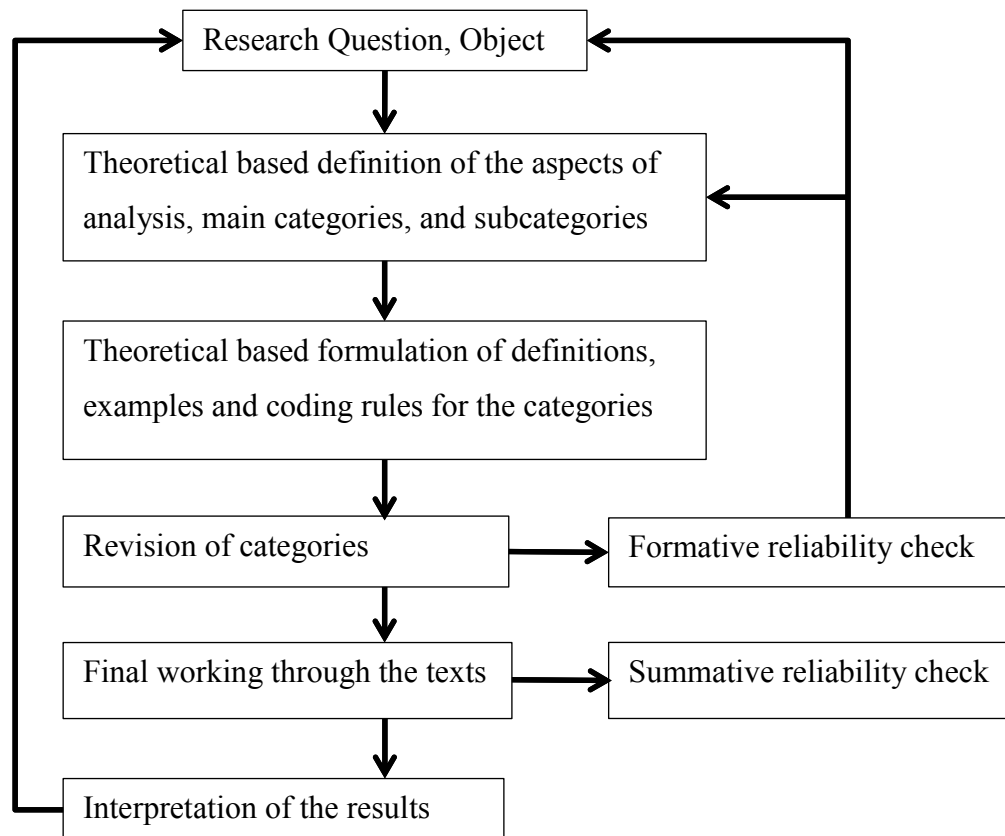 Research Question, Object
Theoretical based definition of the aspects of
analysis, main categories, and subcategories
Theoretical based formulation of definitions,
examples and coding rules for the categories
Revision of categories
Formative reliability check
Final working through the texts
Summative reliability check
Interpretation of the results